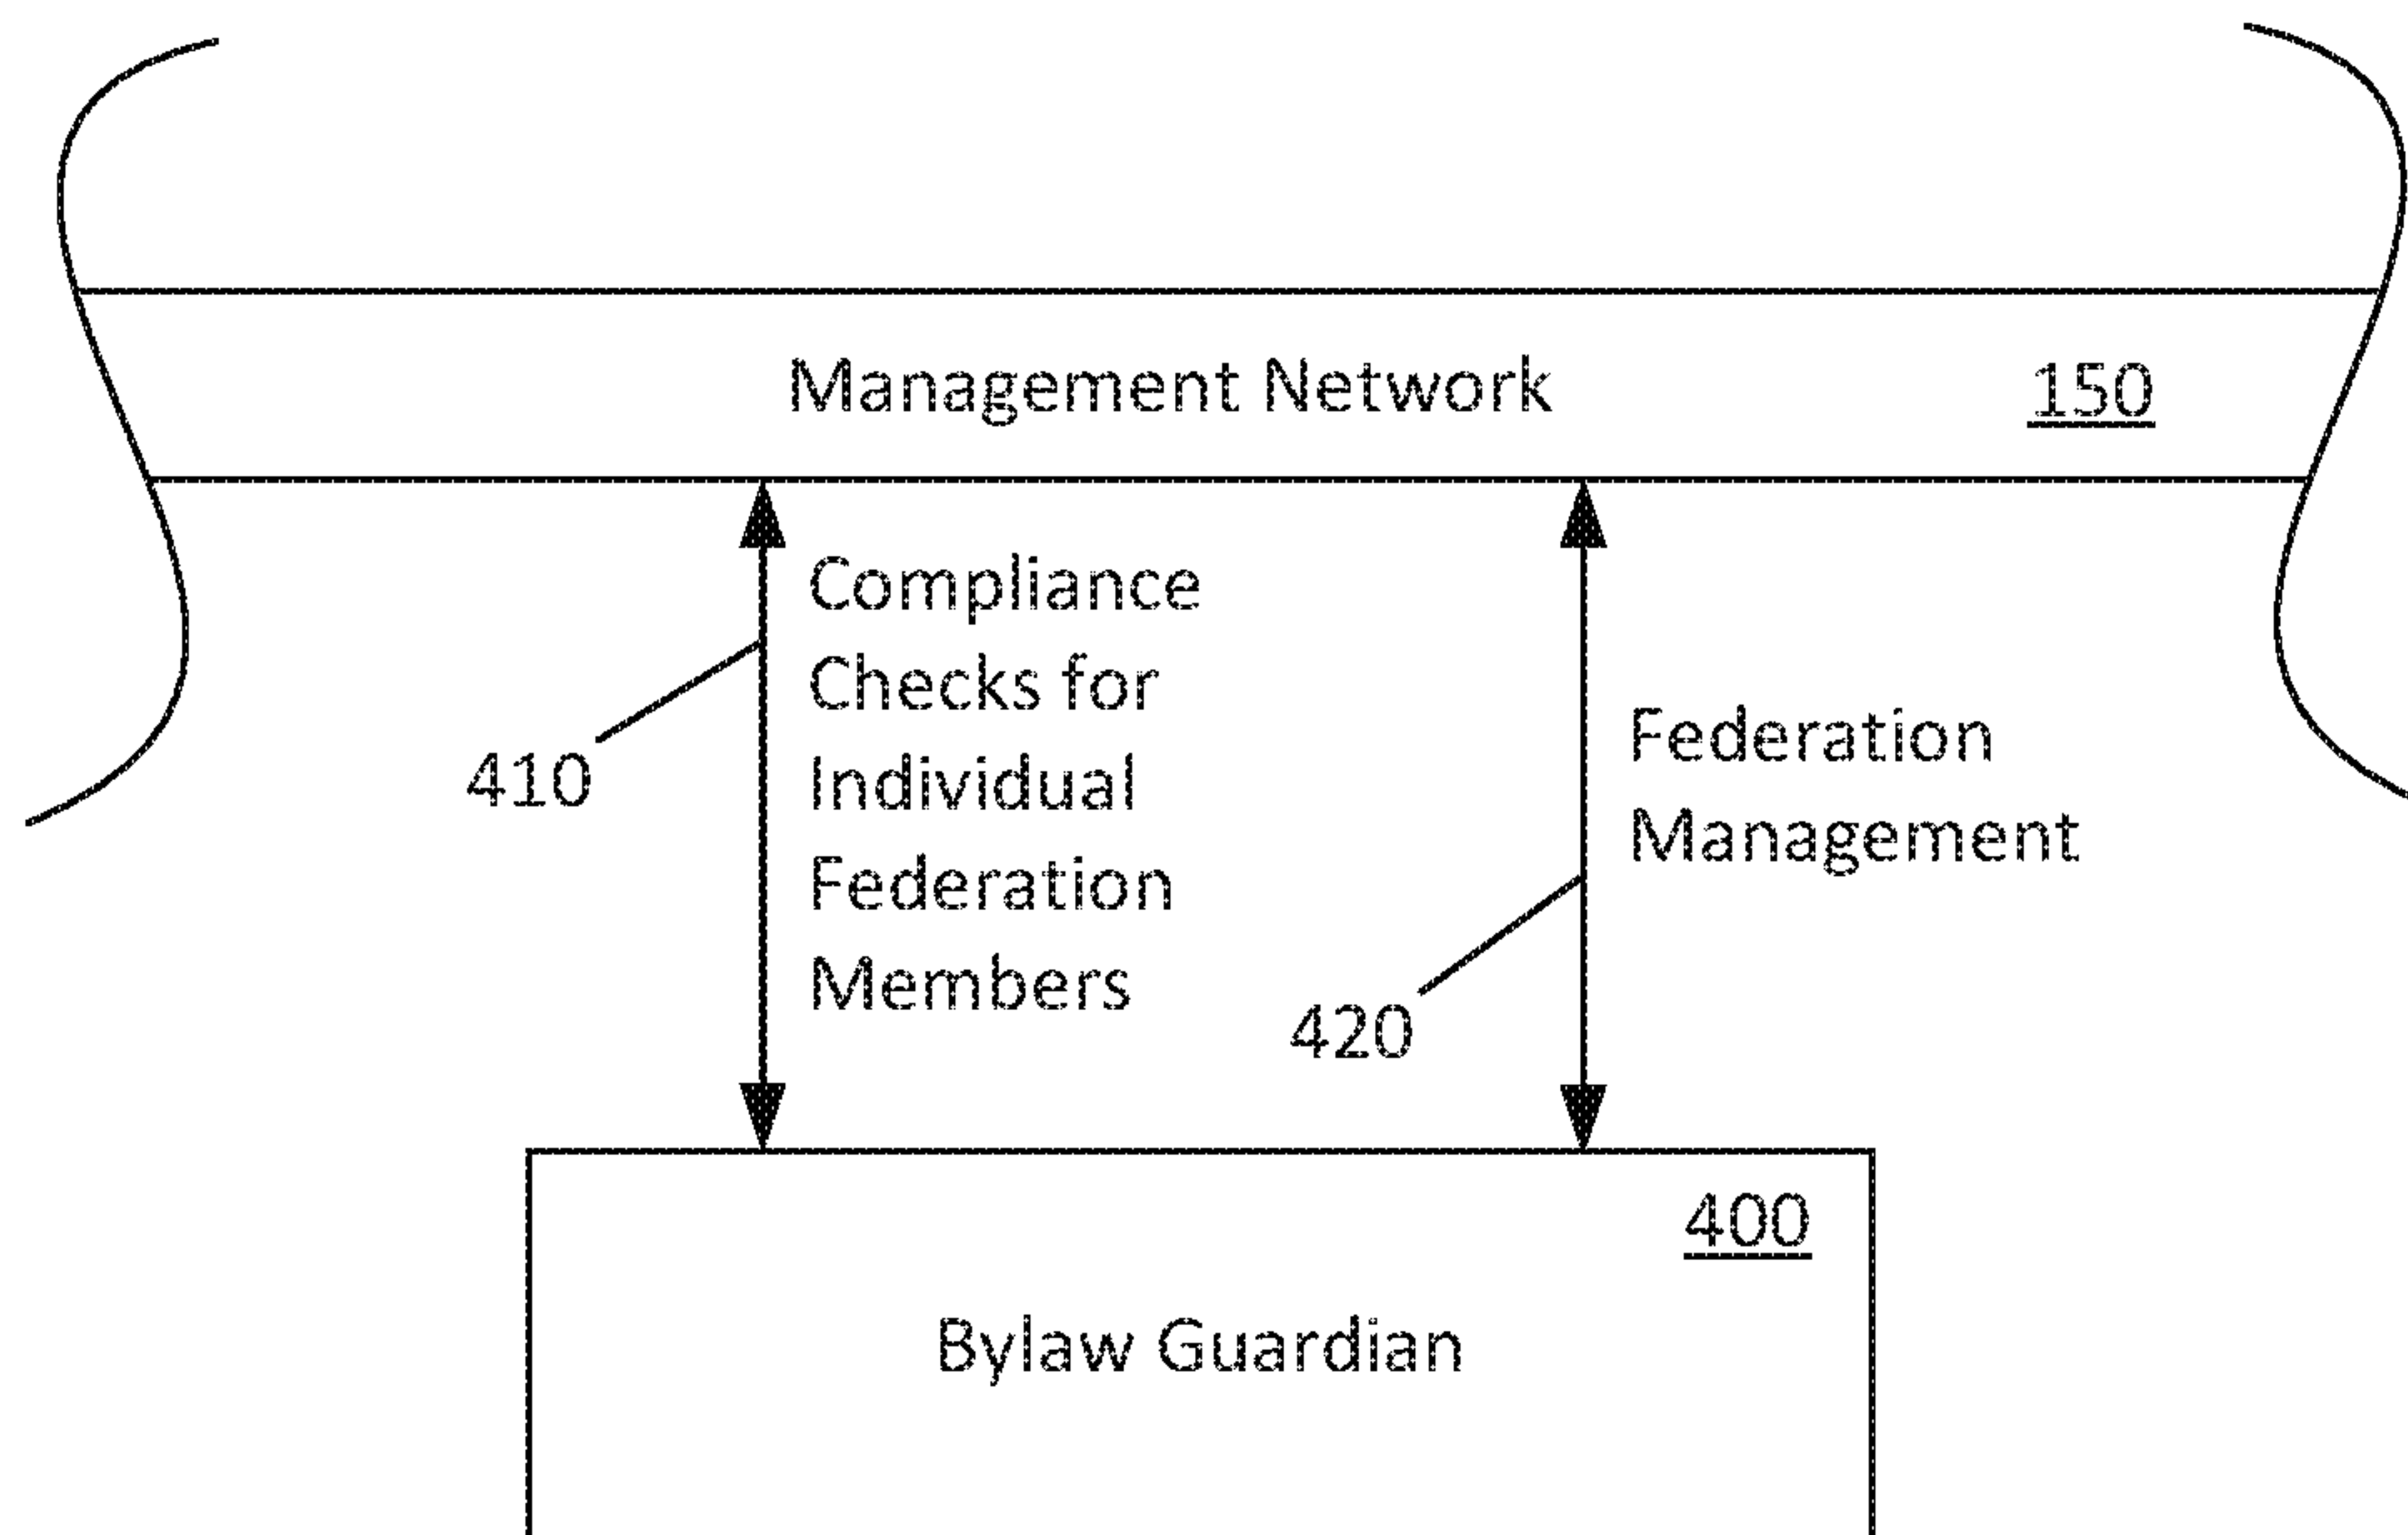 Management Network
150
Compliance
Checks for
Individual
Federation
Members
410
Federation
Management
420
400
Bylaw Guardian